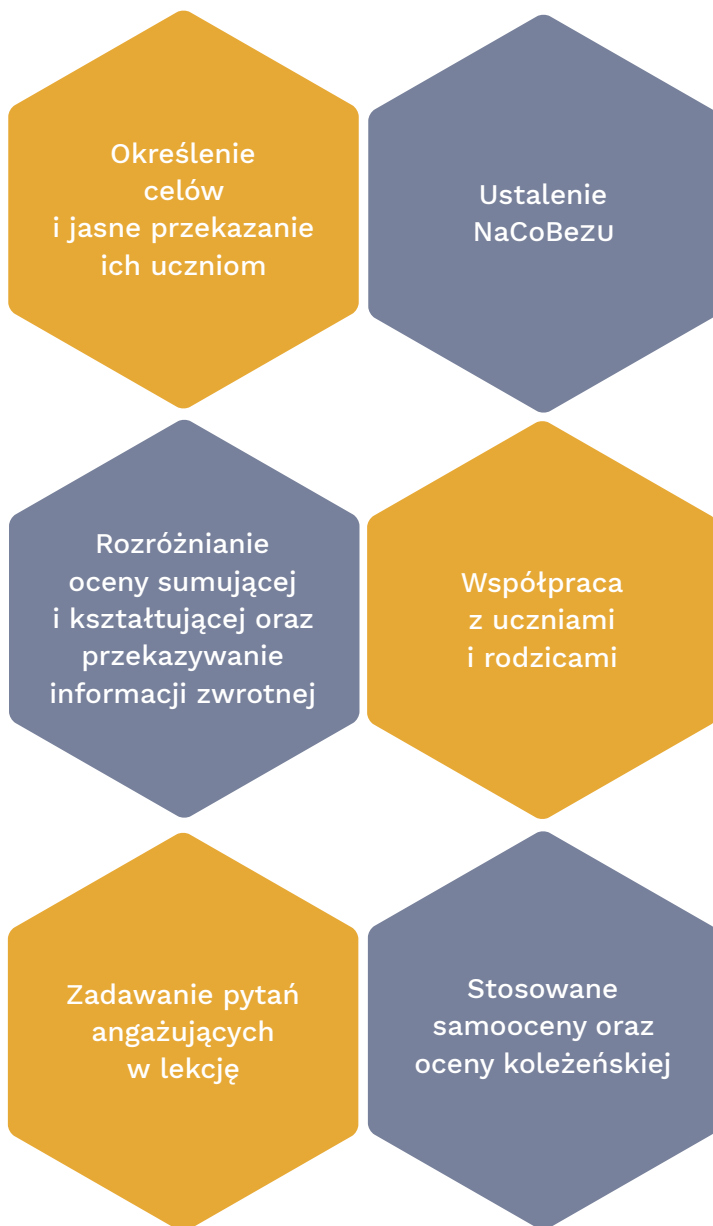 Określenie
celów
i jasne przekazanie
ich uczniom
Ustalenie
NaCoBezu
Rozróżnianie
oceny sumującej
i kształtującej oraz
przekazywanie
informacji zwrotnej
Współpraca
z uczniami
i rodzicami
Zadawanie pytań
angażujących
w lekcję
Stosowane
samooceny oraz
oceny koleżeńskiej